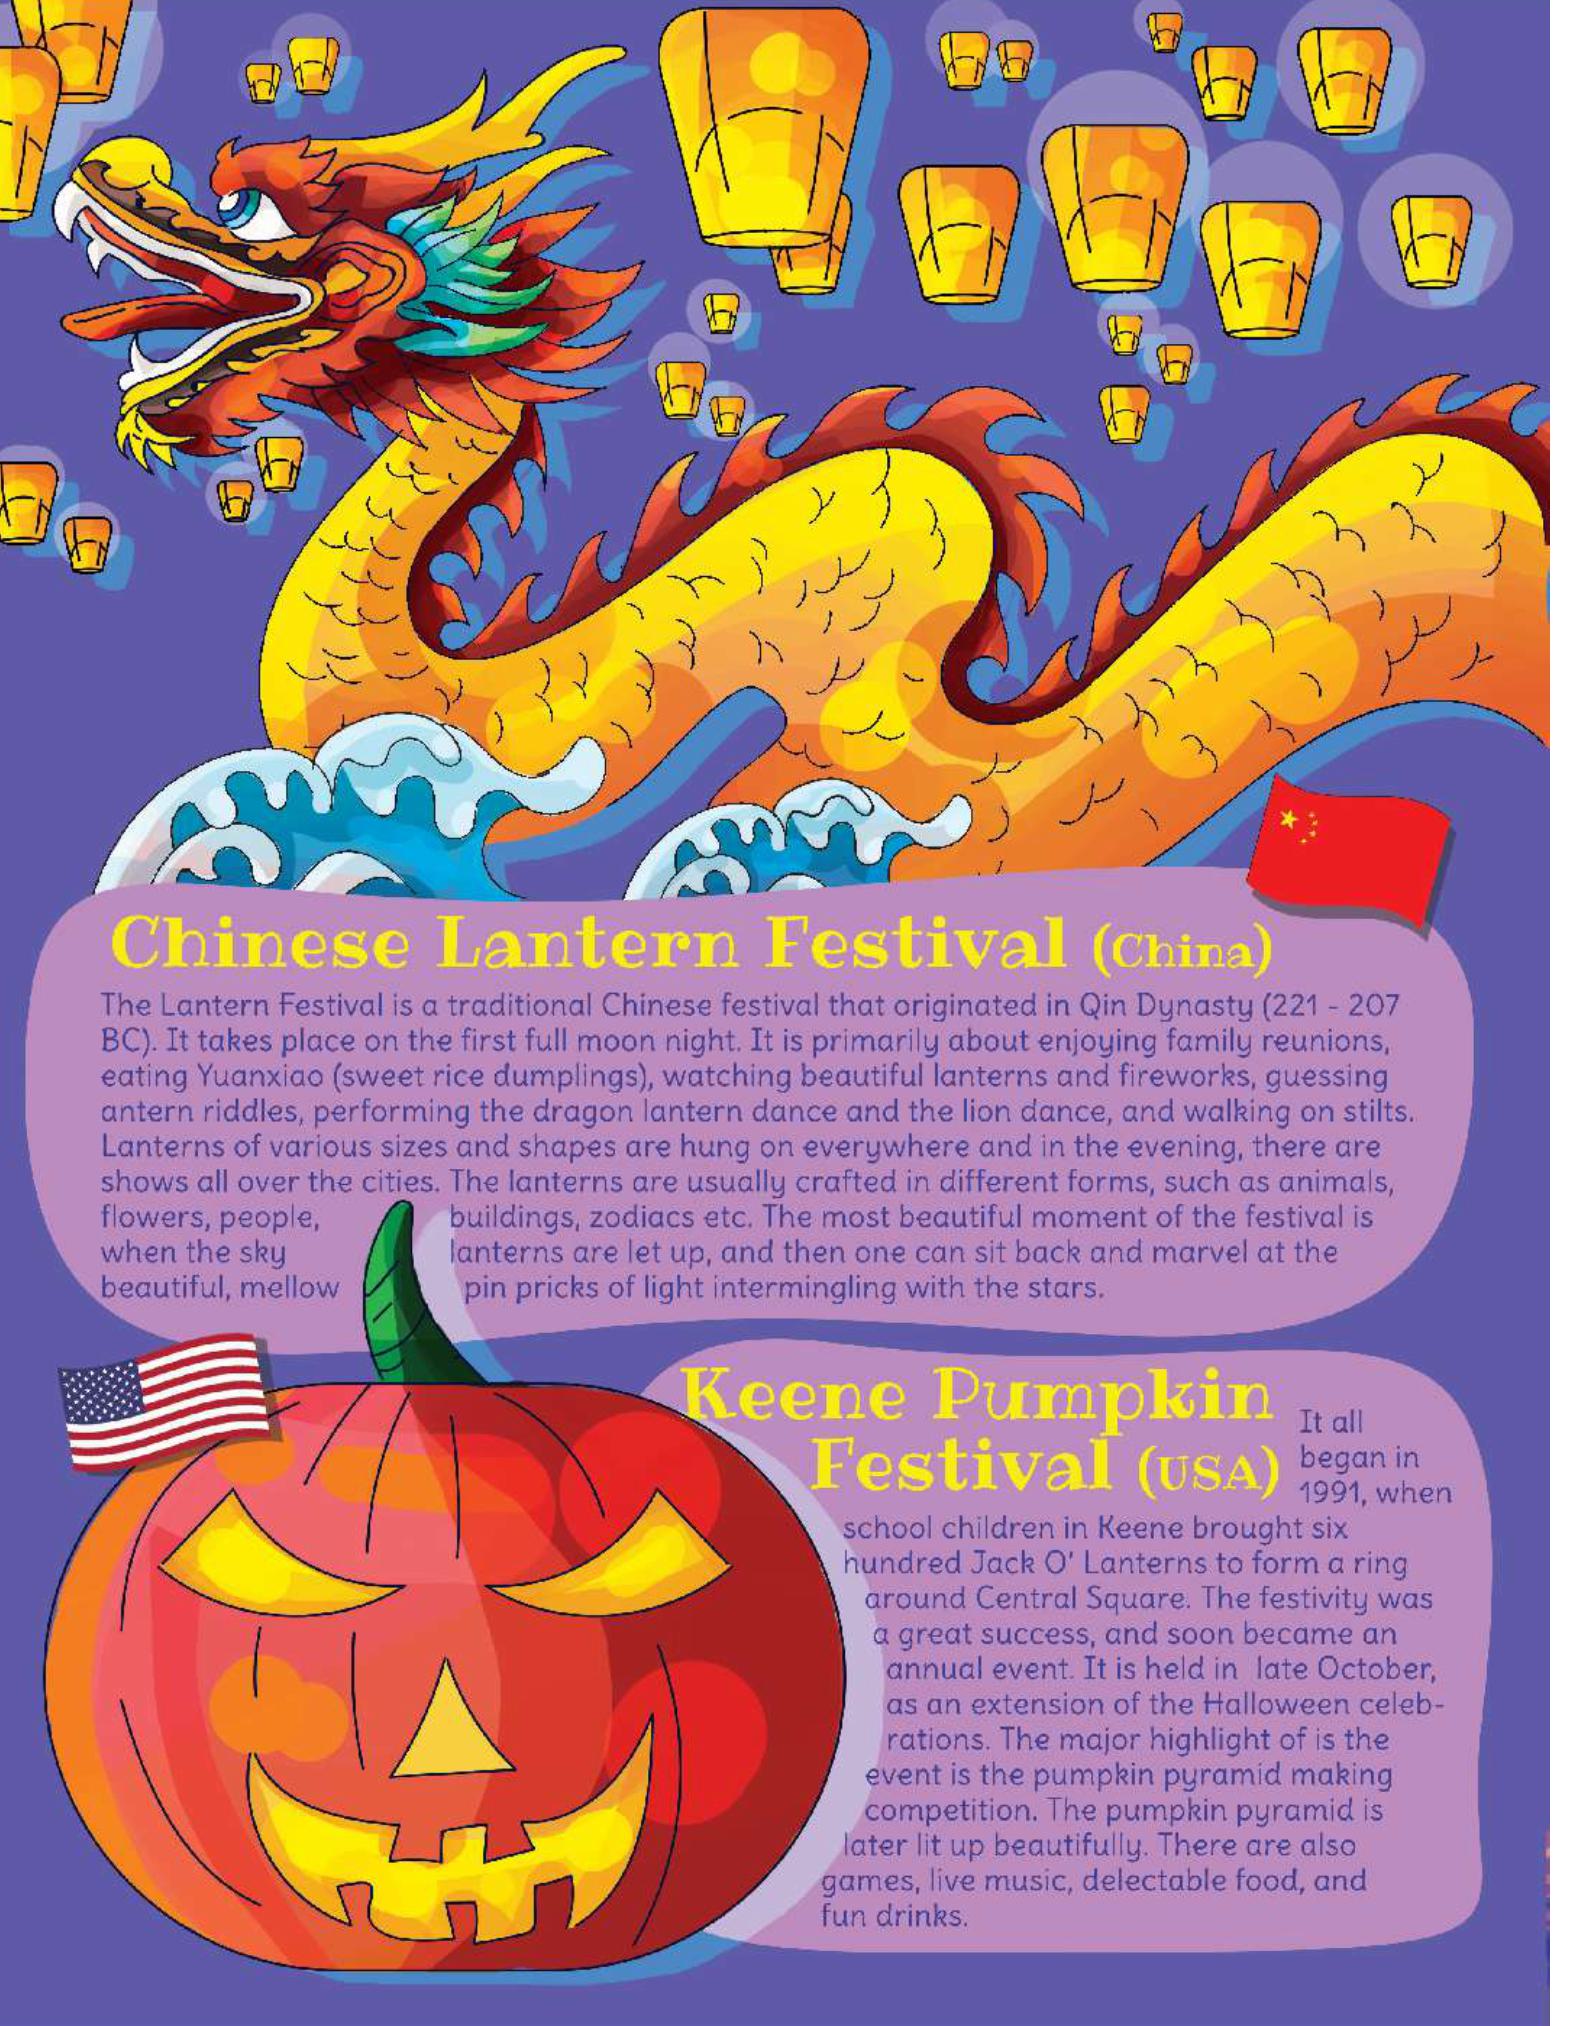 Chinese Lantern Festival (China)
The Lantern Festival is a traditional Chinese festival that originated in Qin Dynasty (221 - 207
BC). It takes place on the first full moon night. It is primarily about enjoying family reunions,
eating Yuanxiao (sweet rice dumplings), watching beautiful lanterns and fireworks, guessing
antern riddles, performing the dragon lantern dance and the lion dance, and walking on stilts.
Lanterns of various sizes and shapes are hung on everywhere and in the evening, there are
shows all over the cities. The lanterns are usually crafted in different forms, such as animals,
flowers, people, buildings, zodiacs etc. The most beautiful moment of the festival is
when the sky lanterns are let up, and then one can sit back and marvel at the
beautiful, mellow pin pricks of light intermingling with the stars.
Keene Pumpkin
Festival (USA)
It all
began in
1991, when
school children in Keene brought six
hundred Jack O' Lanterns to form a ring
around Central Square. The festivity was
a great success, and soon became an
annual event. It is held in late October,
as an extension of the Halloween celeb-
rations. The major highlight of is the
event is the pumpkin pyramid making
competition. The pumpkin pyramid is
later lit up beautifully. There are also
games, live music, delectable food, and
fun drinks.